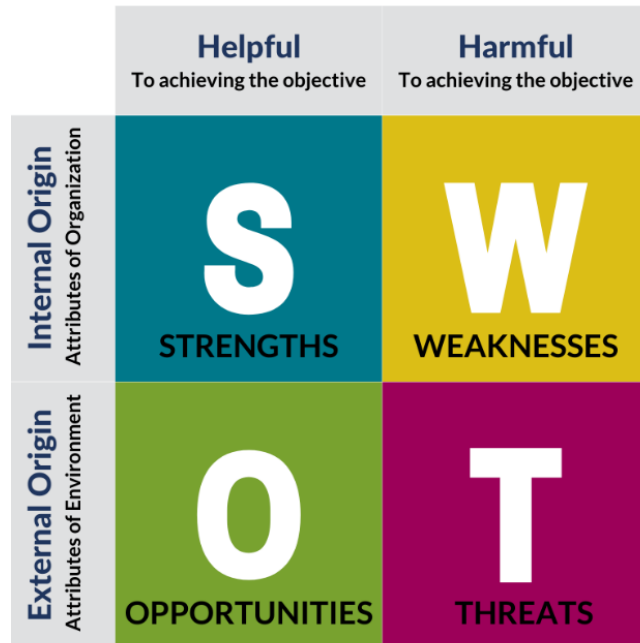 Helpful
To achieving the objective
Harmful
To achieving the objective
Internal Origin
Attributes of Organization
S
STRENGTHS
W
WEAKNESSES
External Origin
Attributes of Environment
O
OPPORTUNITIES
T
THREATS